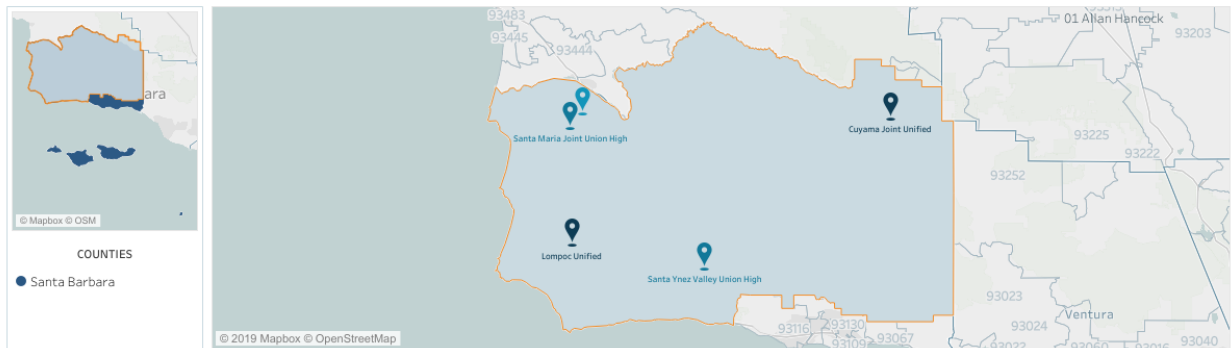 ara
© Mapbox © OSM
COUNTIES
Santa Barbara
93483
93445
93444
01 Allan Hancock
93203
Santa Maria Joint Union High
Cuyama Joint Unified
93225
93222
93252
Lompoc Unified
Santa Ynez Valley Union High
93023
Ventura
93024
93116
93130
93109
93067
93040
© 2019 Mapbox © OpenStreetMap